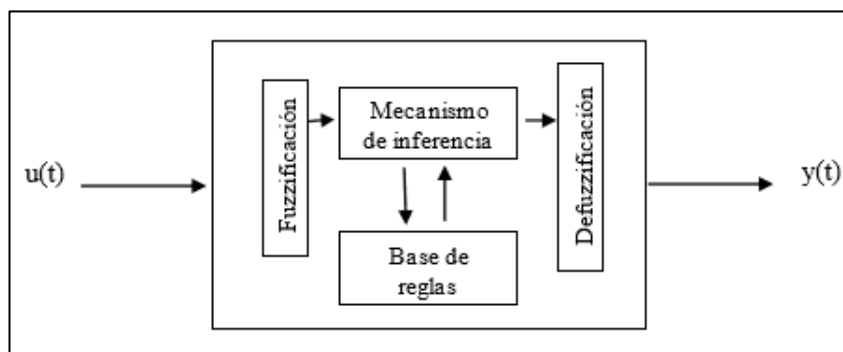 u(t)
Fuzzificación
Mecanismo
de inferencia
Base de
reglas
Defuzzificación
y(t)